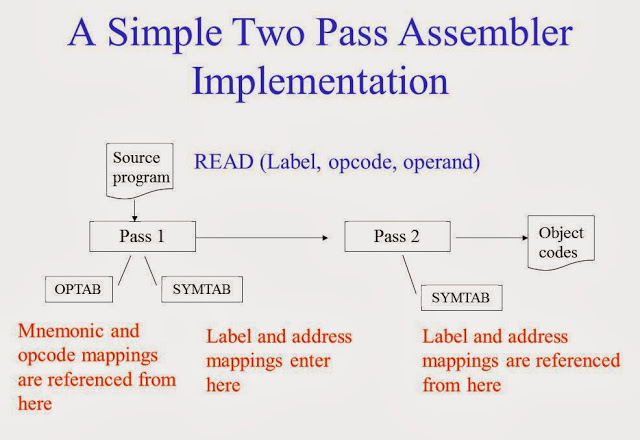 A Simple Two Pass Assembler
Implementation
Source
program
READ (Label, opcode, operand)
Pass 1
Pass 2
Object
codes
OPTAB
SYMTAB
SYMTAB
Mnemonic and
opcode mappings
are referenced from
here
Label and address
mappings enter
here
Label and address
mappings are referenced
from here